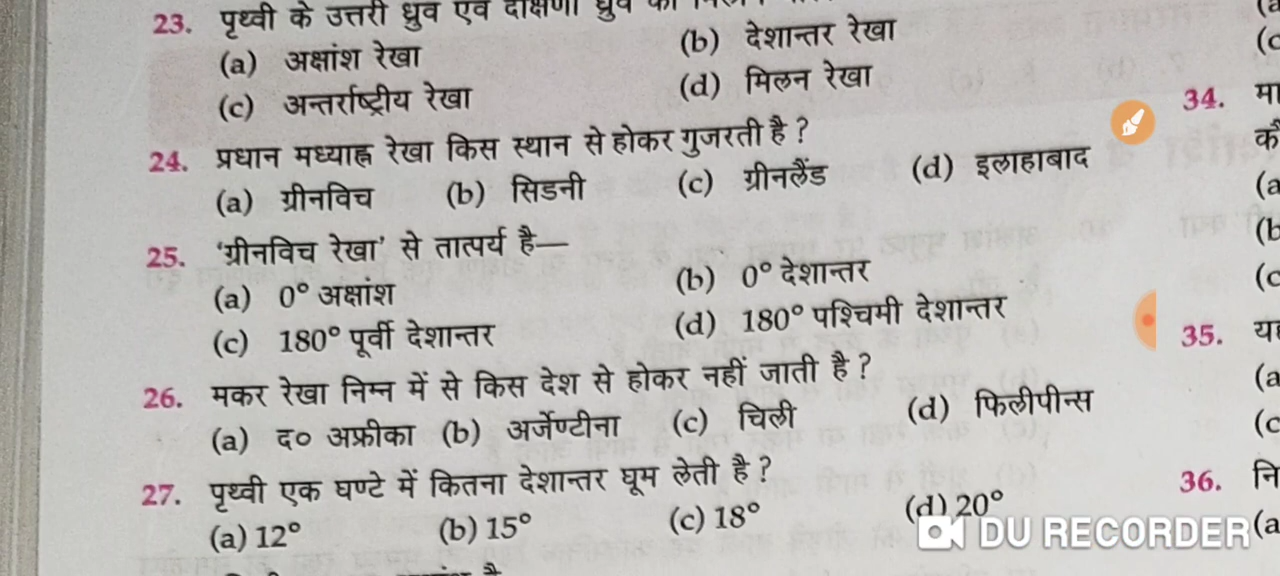 23. पृथ्वी के उत्तरी ध्रुव एवं
(a) अक्षांश रेखा (b) देशान्तर रेखा
(c) अन्तर्राष्ट्रीय रेखा (d) मिलन रेखा
24. प्रधान मध्याह्न रेखा किस स्थान से होकर गुजरती है ?
(a) ग्रीनविच (b) सिडनी (c) ग्रीनलैंड (d) इलाहाबाद
25. ‘ग्रीनविच रेखा’ से तात्पर्य है—
(a) 0° अक्षांश (b) 0° देशान्तर
(c) 180° पूर्वी देशान्तर (d) 180° पश्चिमी देशान्तर
26. मकर रेखा निम्न में से किस देश से होकर नहीं जाती है ?
(a) द० अफ्रीका (b) अर्जेण्टीना (c) चिली (d) फिलीपीन्स
27. पृथ्वी एक घण्टे में कितना देशान्तर घूम लेती है ?
(a) 12° (b) 15° (c) 18° (d) 20°
34.
35.
36.
DU RECORDER